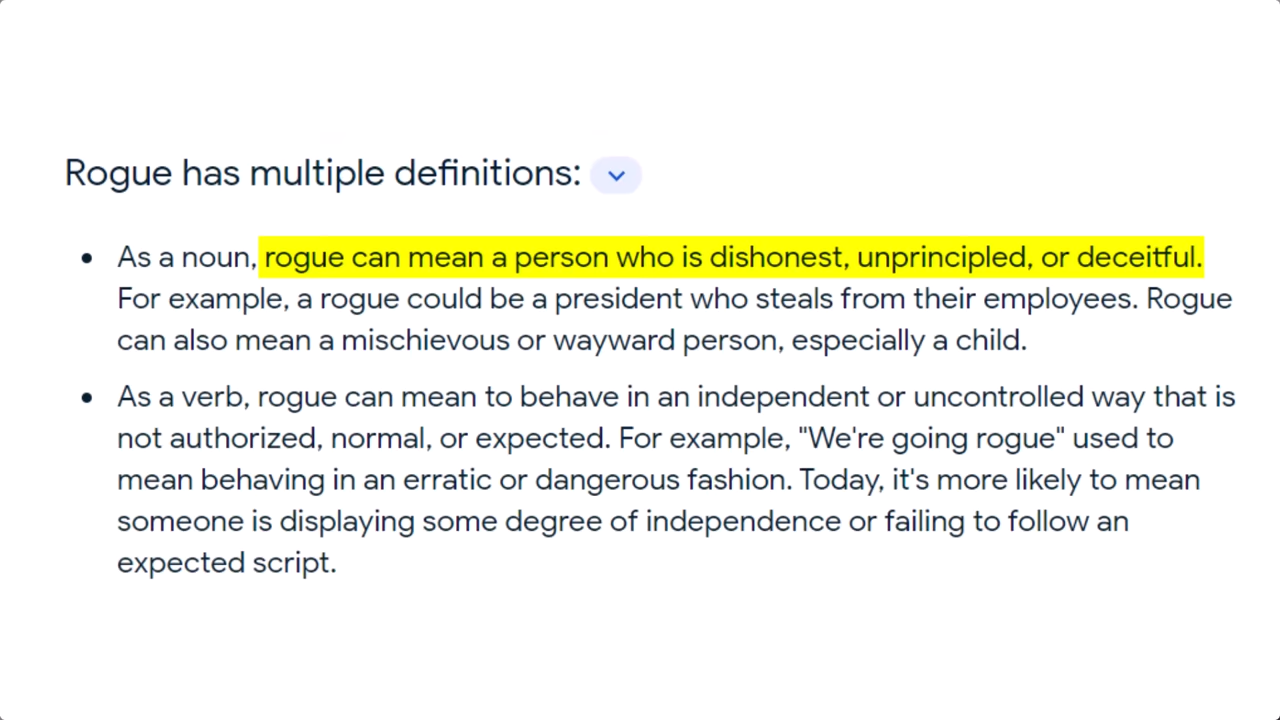 Rogue has multiple definitions:
• As a noun, rogue can mean a person who is dishonest, unprincipled, or deceitful.
For example, a rogue could be a president who steals from their employees. Rogue
can also mean a mischievous or wayward person, especially a child.
• As a verb, rogue can mean to behave in an independent or uncontrolled way that is
not authorized, normal, or expected. For example, "We're going rogue" used to
mean behaving in an erratic or dangerous fashion. Today, it's more likely to mean
someone is displaying some degree of independence or failing to follow an
expected script.